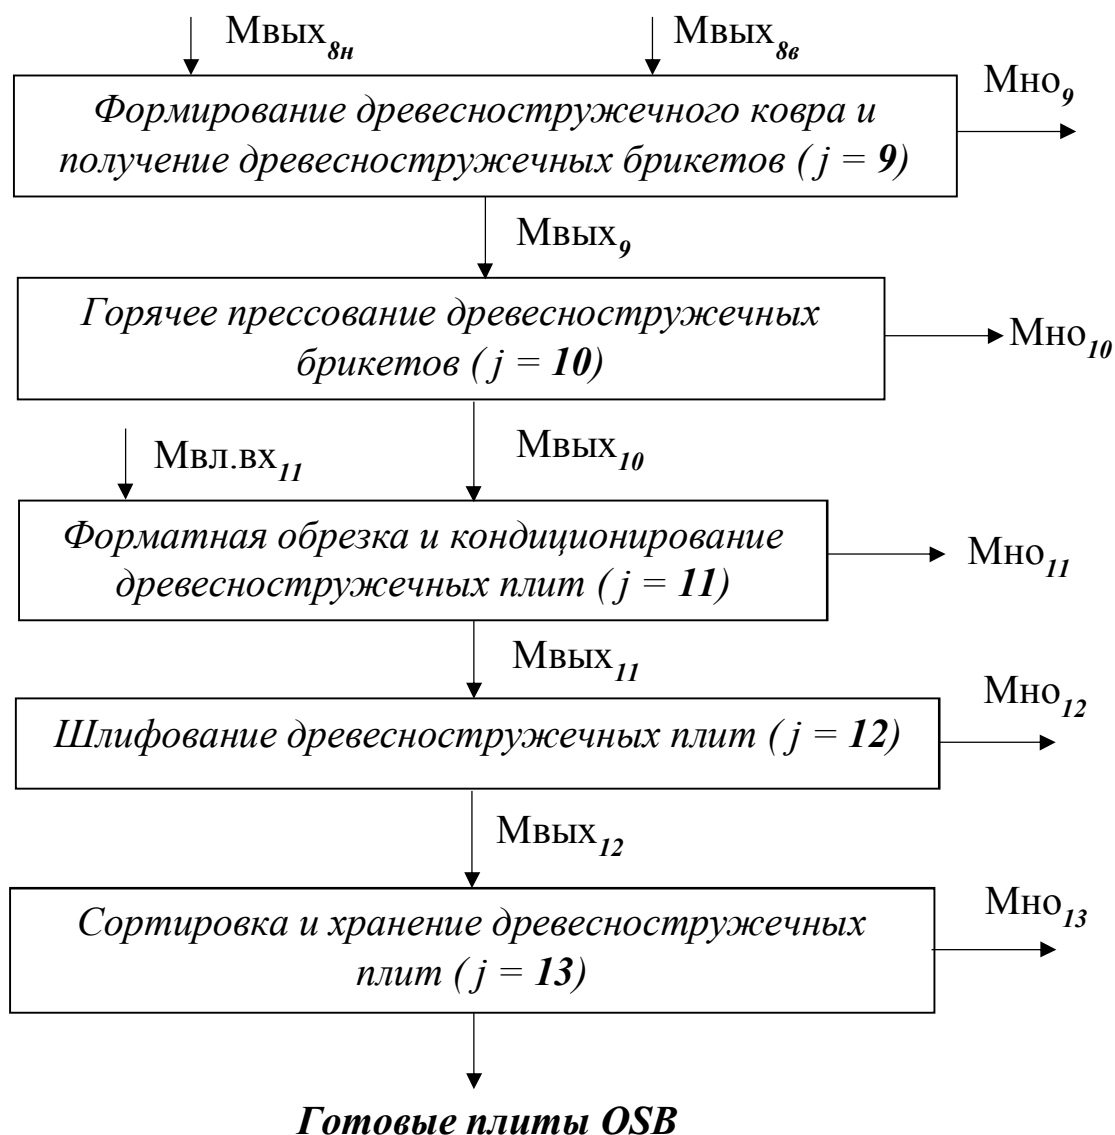 Мвых8н Мвых8в
Мно9
Формирование древесностружечного ковра и
получение древесностружечных брикетов ( j = 9)
Мвых9
Горячее прессование древесностружечных
брикетов ( j = 10)
Мно10
Мвых10
Мвл.вх11
Форматная обрезка и кондиционирование
древесностружечных плит ( j = 11)
Мно11
Мвых11
Мно12
Шлифование древесностружечных плит ( j = 12)
Мвых12
Мно13
Сортировка и хранение древесностружечных
плит ( j = 13)
Готовые плиты OSB